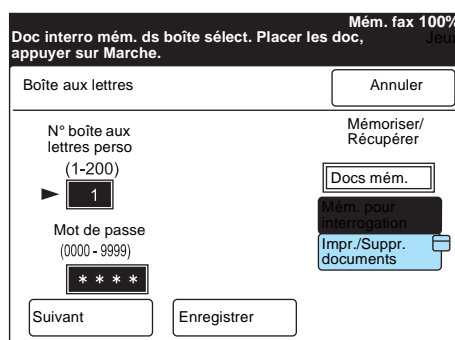 Mém. fax 100%
Doc interro mém. ds boîte sélect. Placer les doc, Jeux
appuyer sur Marche.
Boîte aux lettres
Annuler
N° boîte aux
lettres perso
(1-200)
1
Mot de passe
(0000 - 9999)
* * * *
Suivant
Enregistrer
Mémoriser/
Récupérer
Docs mém.
Mém. pour
interrogation
Impr./Suppr.
documents